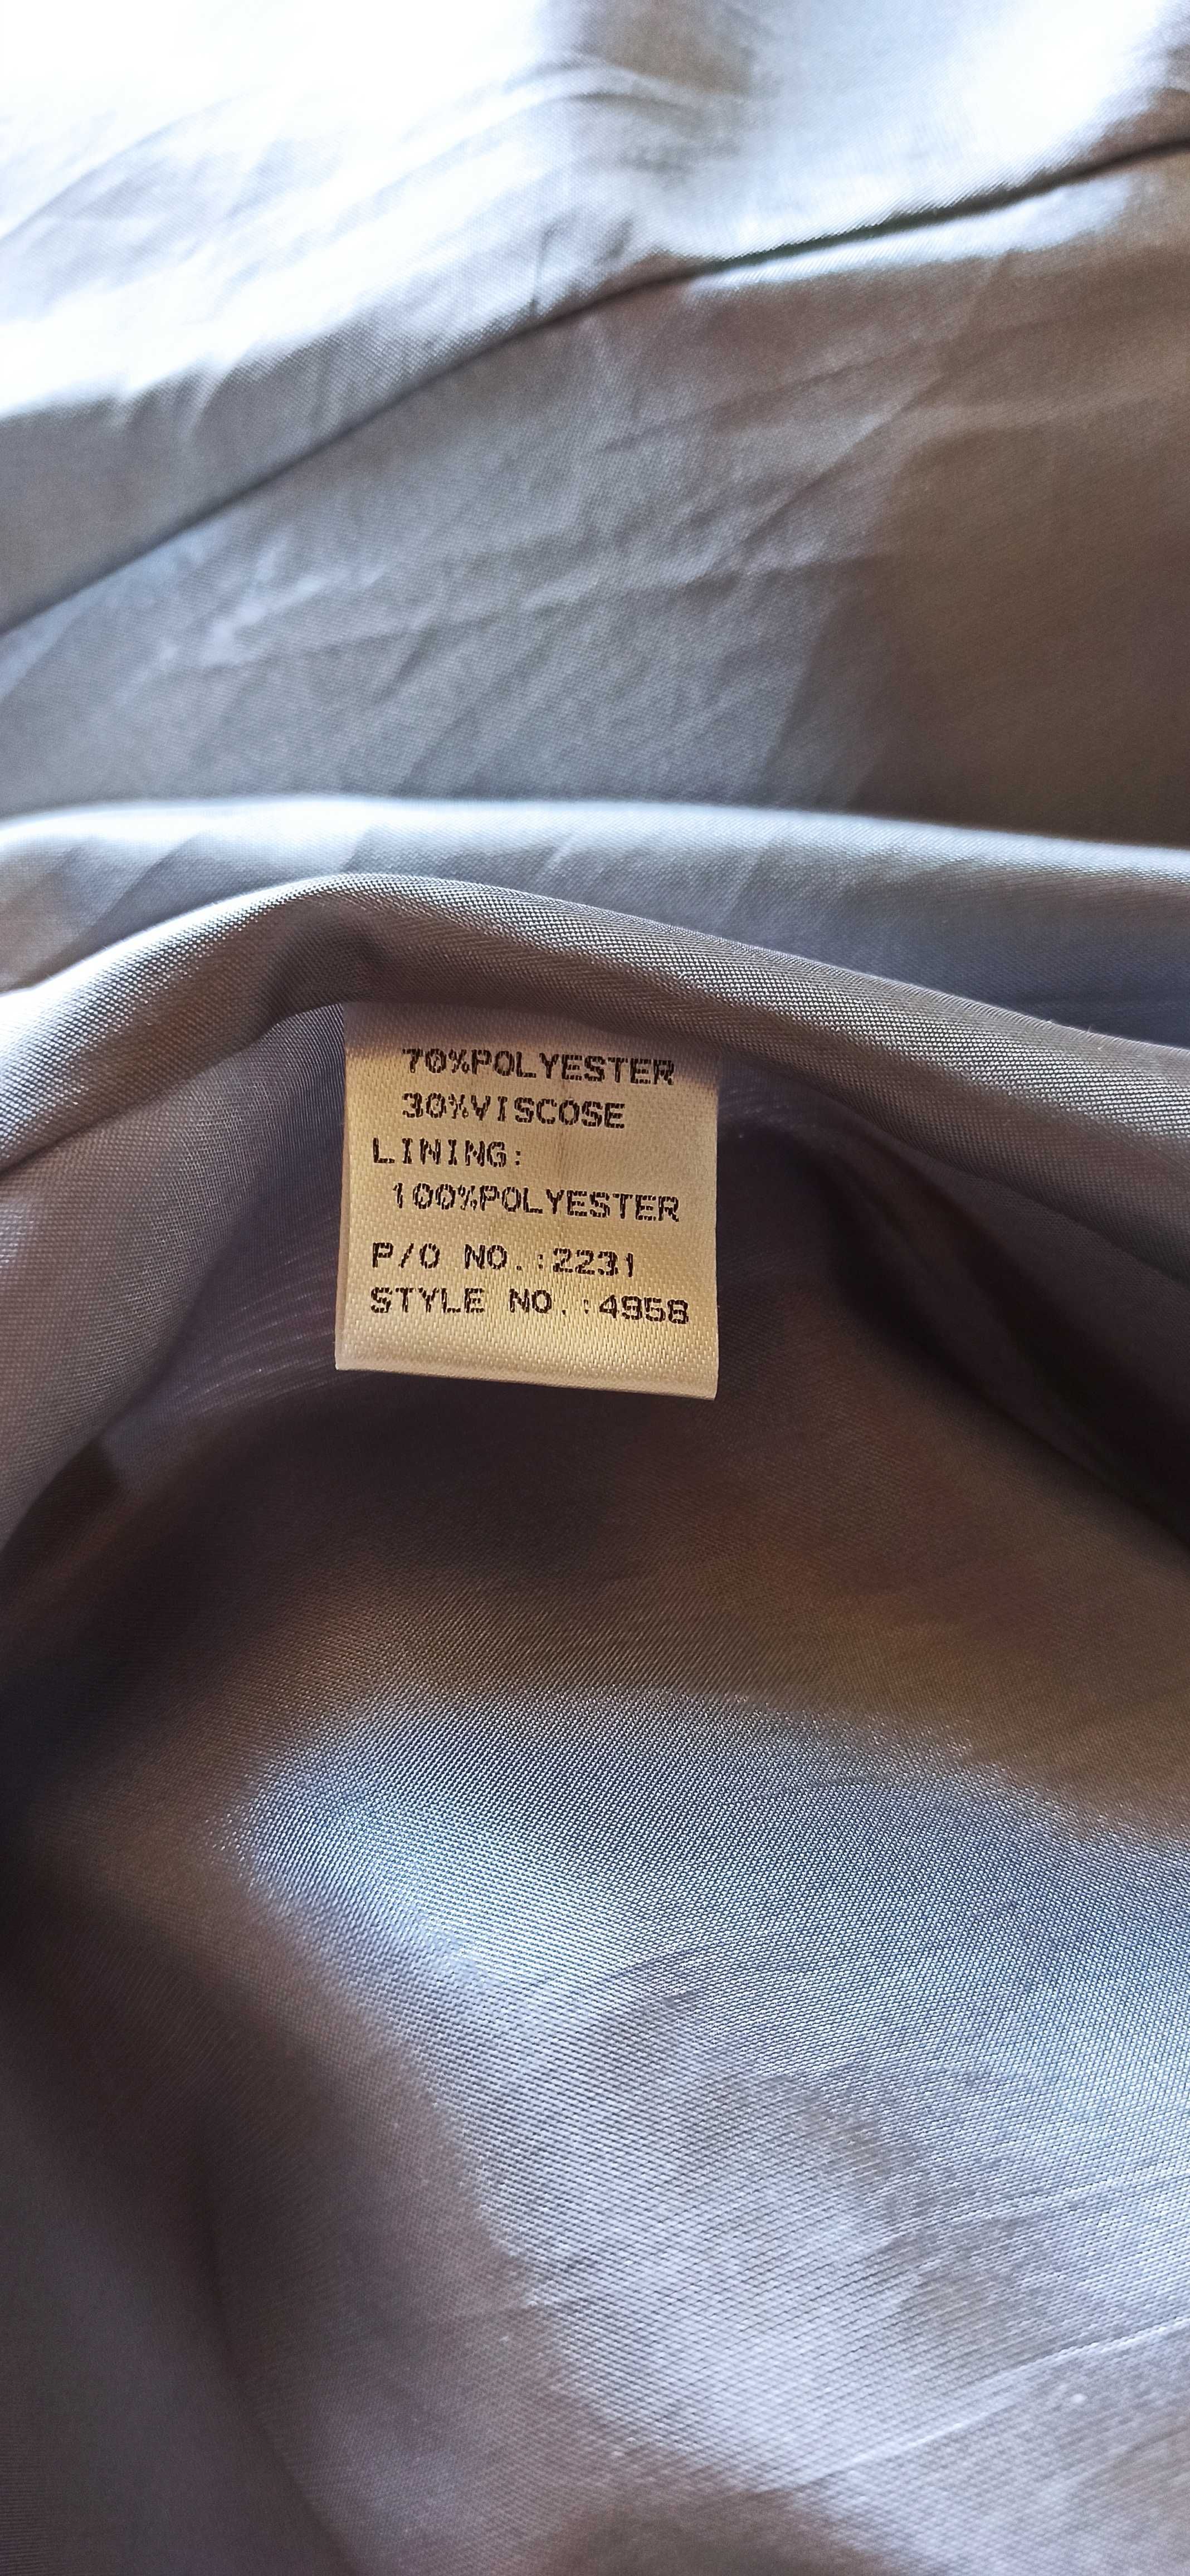 70%POLYESTER
30%VISCOSE
LINING:
100%POLYESTER
P/O NO.:2231
STYLE NO.:4958